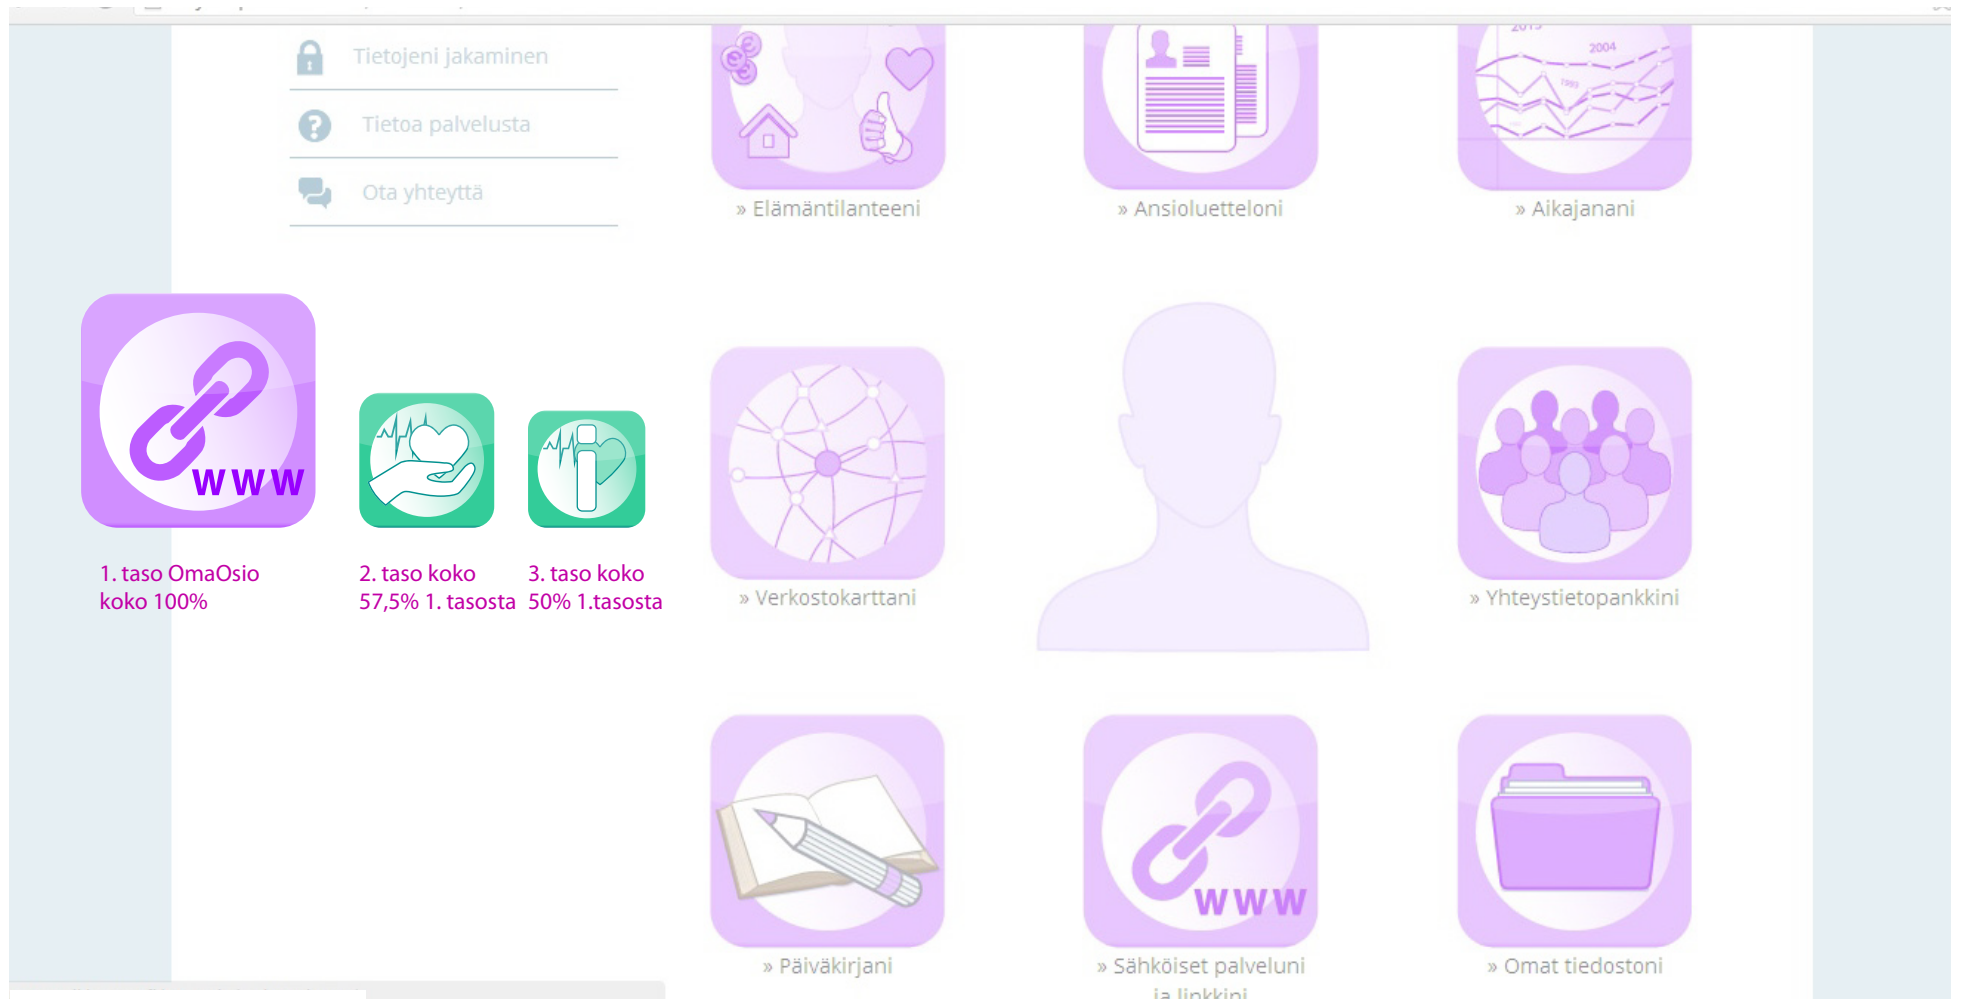 Tietojeni jakaminen
Tietoa palvelusta
Ota yhteyttä
2013
2004
1993
» Elämäntilanteeni
» Ansioluetteloni
» Aikajanani
www
1. taso OmaOsio
koko 100%
2. taso koko
57,5% 1. tasosta
3. taso koko
50% 1.tasosta
» Verkostokarttani
» Yhteystietopankkini
www
» Päiväkirjani
» Sähköiset palveluni
ja linkkini
» Omat tiedostoni